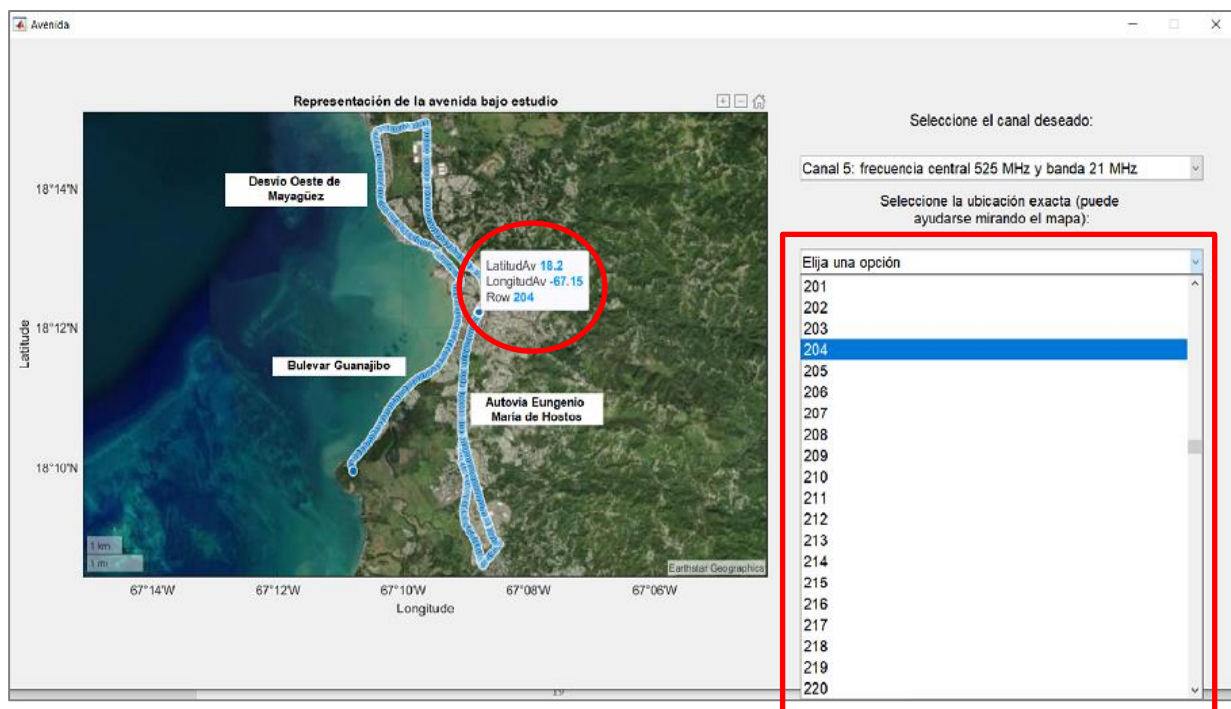 Avenida
Representación de la avenida bajo estudio
18°14'N
18°12'N
18°10'N
Latitude
Desvio Oeste de
Mayagüez
LatitudAv 18.2
LongitudAv -67.15
Row 204
Bulevar Guanajibo
Autovía Eungenio
María de Hostos
1 km
1 mi
Earthstar Geographics
67°14'W
67°12'W
67°10'W
67°08'W
67°06'W
Longitude
Seleccione el canal deseado:
Canal 5: frecuencia central 525 MHz y banda 21 MHz
Seleccione la ubicación exacta (puede
ayudarse mirando el mapa):
Elija una opción
201
202
203
204
205
206
207
208
209
210
211
212
213
214
215
216
217
218
219
220